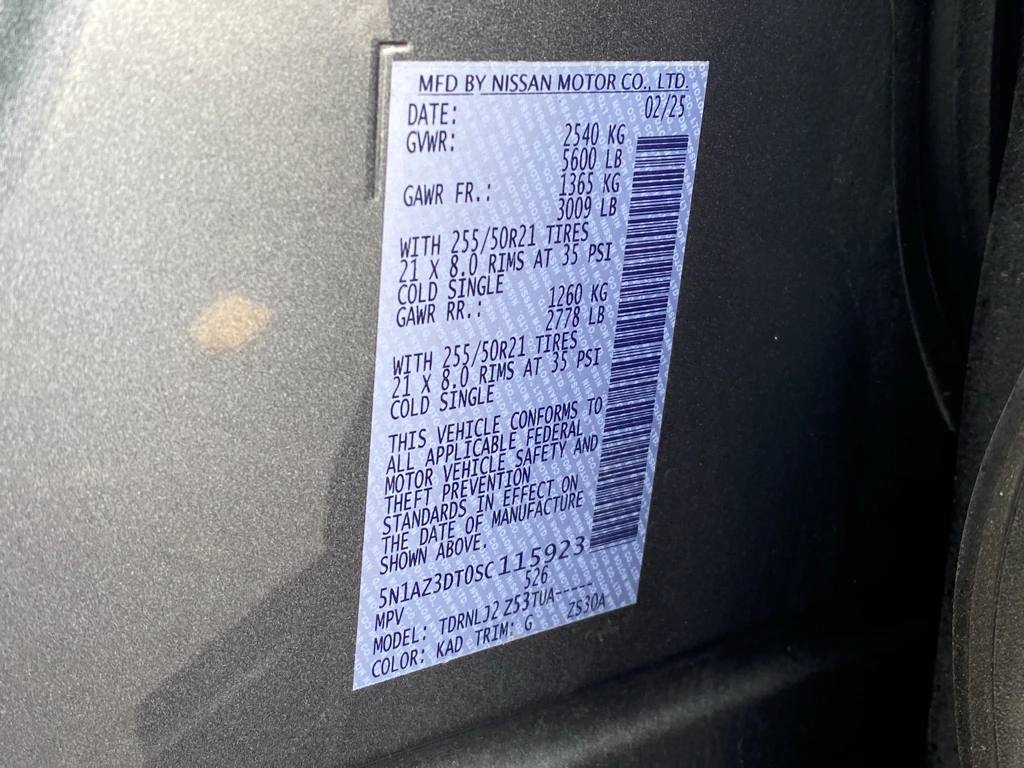 MFD BY NISSAN MOTOR CO., LTD.
DATE: 02/25
GVWR: 2540 KG
5600 LB
GAWR FR.: 1365 KG
3009 LB
WITH 255/50R21 TIRES
21 X 8.0 RIMS AT 35 PSI
COLD SINGLE
GAWR RR.: 1260 KG
2778 LB
WITH 255/50R21 TIRES
21 X 8.0 RIMS AT 35 PSI
COLD SINGLE
THIS VEHICLE CONFORMS TO
ALL APPLICABLE FEDERAL
MOTOR VEHICLE SAFETY AND
THEFT PREVENTION
STANDARDS IN EFFECT ON
THE DATE OF MANUFACTURE
SHOWN ABOVE.
5N1AZ3DT0SC115923
MPV 526
MODEL: TDRNLJ2 Z53TUA-----
COLOR: KAD TRIM: G ZS30A